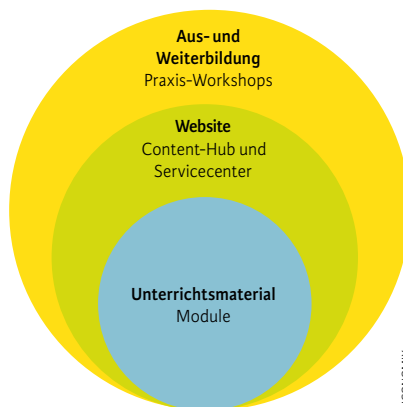 Aus- und
Weiterbildung
Praxis-Workshops
Website
Content-Hub und
Servicecenter
Unterrichtsmaterial
Module